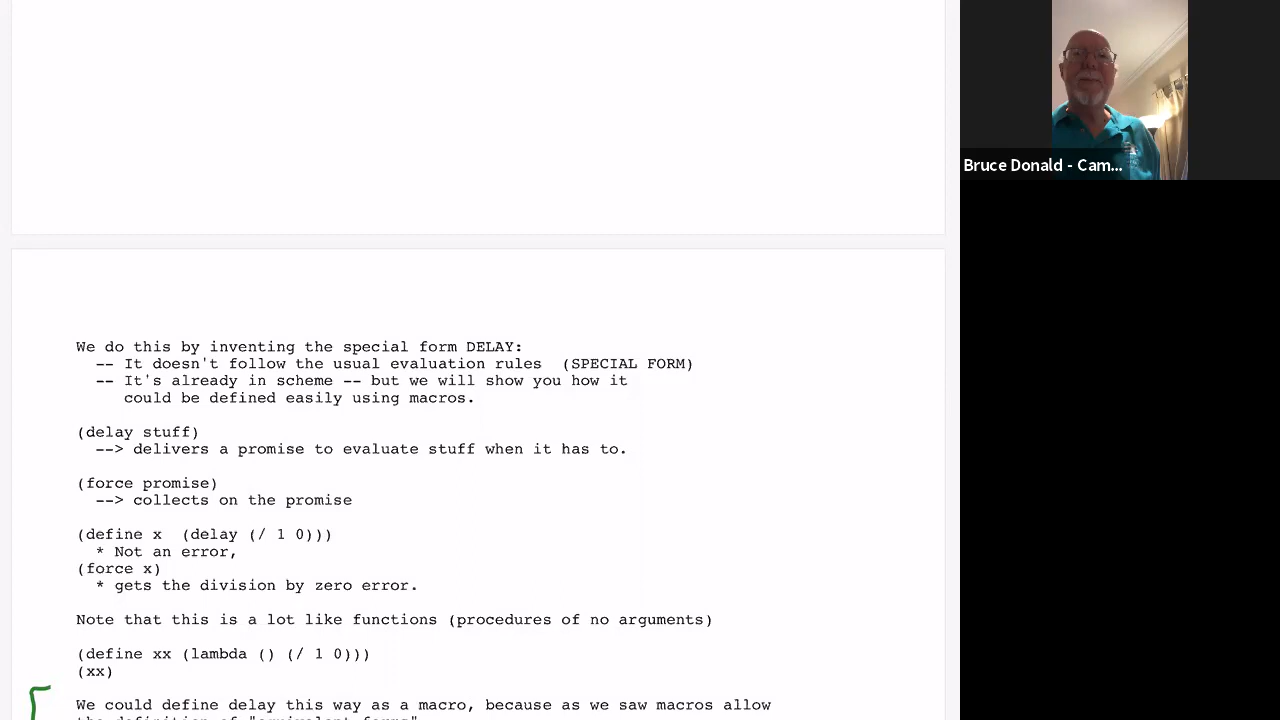 We do this by inventing the special form DELAY:
-- It doesn't follow the usual evaluation rules (SPECIAL FORM)
-- It's already in scheme -- but we will show you how it
could be defined easily using macros.
(delay stuff)
--> delivers a promise to evaluate stuff when it has to.
(force promise)
--> collects on the promise
(define x (delay (/ 1 0)))
* Not an error,
(force x)
* gets the division by zero error.
Note that this is a lot like functions (procedures of no arguments)
(define xx (lambda () (/ 1 0)))
(xx)
We could define delay this way as a macro, because as we saw macros allow
the definition of "equivalent forms"
Bruce Donald - Cam...